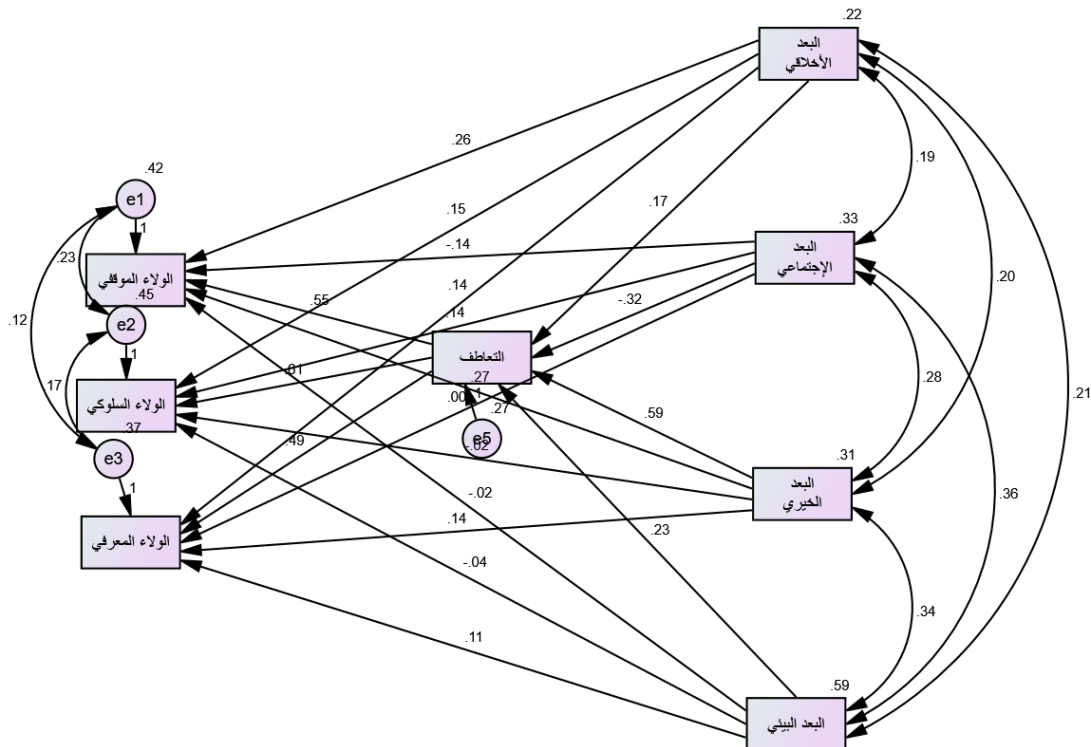 .22
البعد
الأخلاقي
.42
e1
.26
.19
1
.15
.17
.33
البعد
الإجتماعي
.23
-.14
الولاء الموقفي
.45
.55
.14
-.32
.20
.12
e2
.14
التعاطف
1
.27
.28
.21
17
.61
.00
1
.27
.59
الولاء السلوكي
.37
.49
e5
-.02
.31
البعد
الخيري
e3
1
-.02
.36
.14
.23
الولاء المعرفي
-.04
.34
.11
.59
البعد البيئي